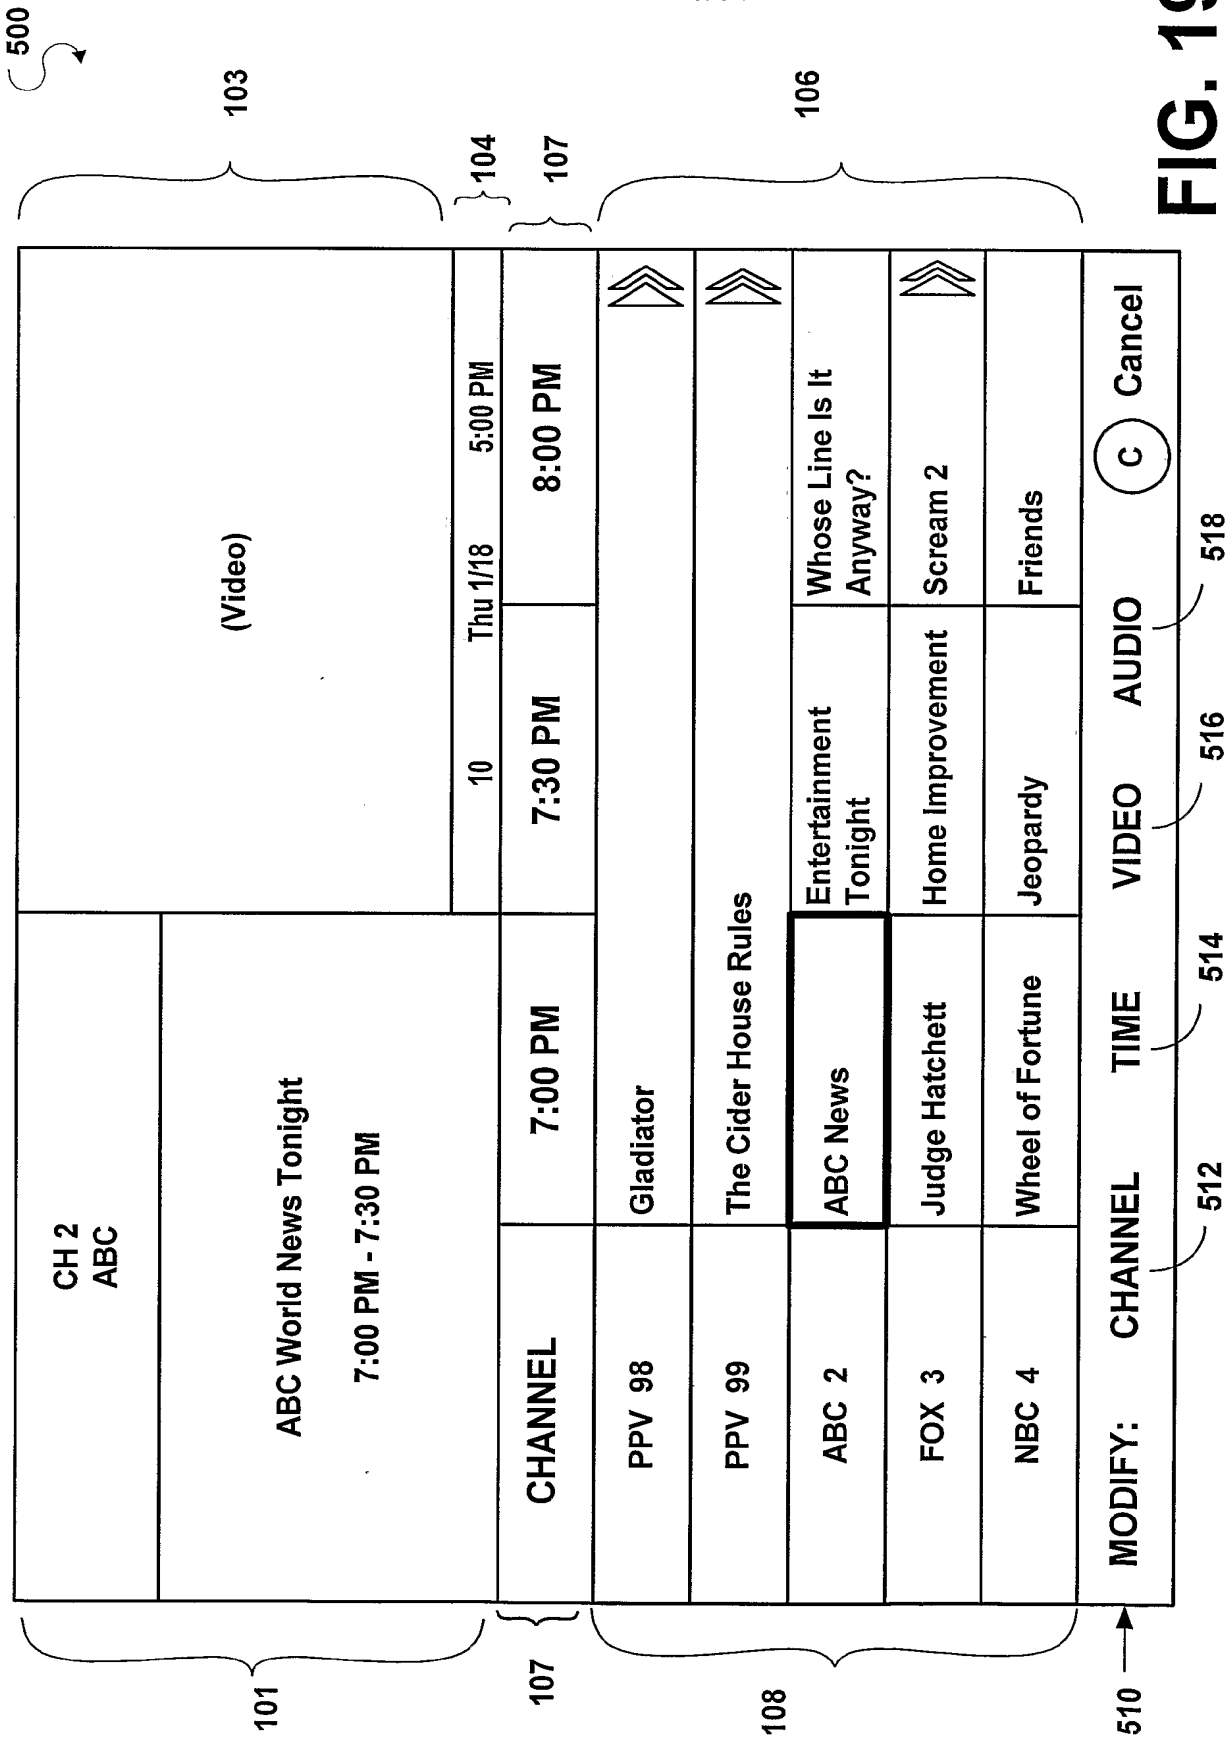 500
CH 2
ABC
ABC World News Tonight
7:00 PM - 7:30 PM
(Video)
10 Thu 1/18 5:00 PM
CHANNEL 7:00 PM 7:30 PM 8:00 PM
PPV 98 Gladiator
PPV 99 The Cider House Rules
ABC 2 ABC News Entertainment Tonight Whose Line Is It Anyway?
FOX 3 Judge Hatchett Home Improvement Scream 2
NBC 4 Wheel of Fortune Jeopardy Friends
MODIFY: CHANNEL TIME VIDEO AUDIO C Cancel
101
107
108
510
103
104
107
106
512
514
516
518
FIG. 19